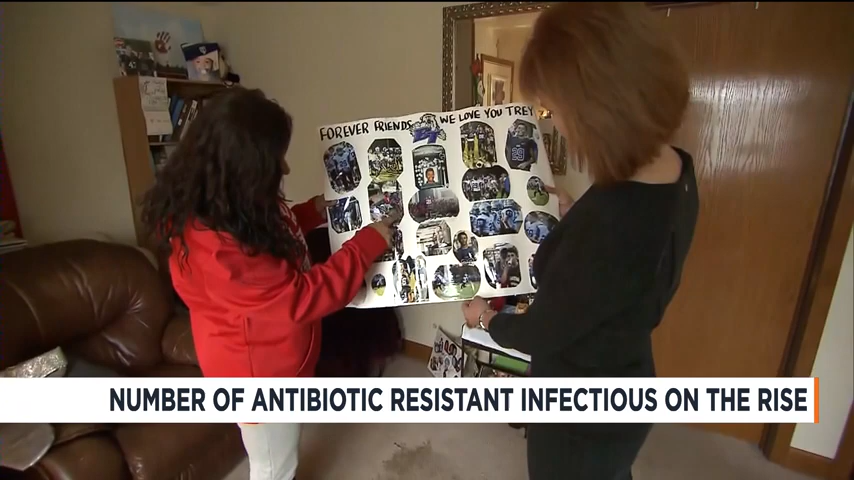 FOREVER FRIENDS WE LOVE YOU TREY
NUMBER OF ANTIBIOTIC RESISTANT INFECTIOUS ON THE RISE